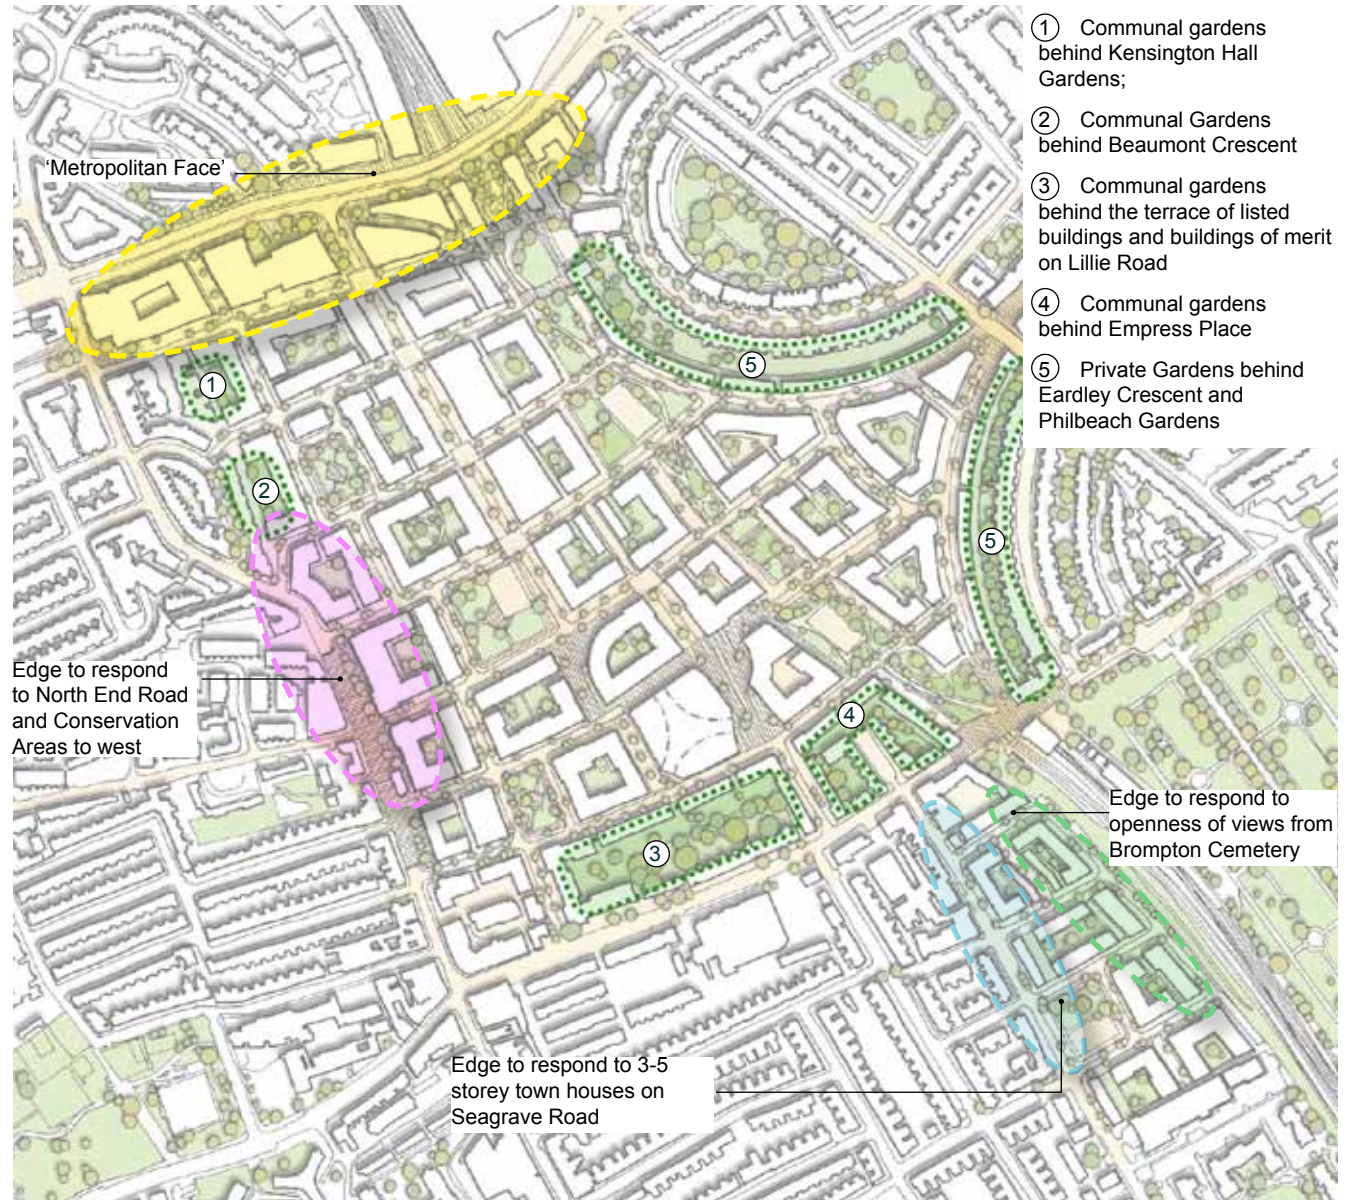 ① Communal gardens
behind Kensington Hall
Gardens;
② Communal Gardens
behind Beaumont Crescent
③ Communal gardens
behind the terrace of listed
buildings and buildings of merit
on Lillie Road
④ Communal gardens
behind Empress Place
⑤ Private Gardens behind
Eardley Crescent and
Philbeach Gardens
‘Metropolitan Face’
①
⑤
②
⑤
Edge to respond
to North End Road
and Conservation
Areas to west
④
③
Edge to respond to
openness of views from
Brompton Cemetery
Edge to respond to 3-5
storey town houses on
Seagrave Road